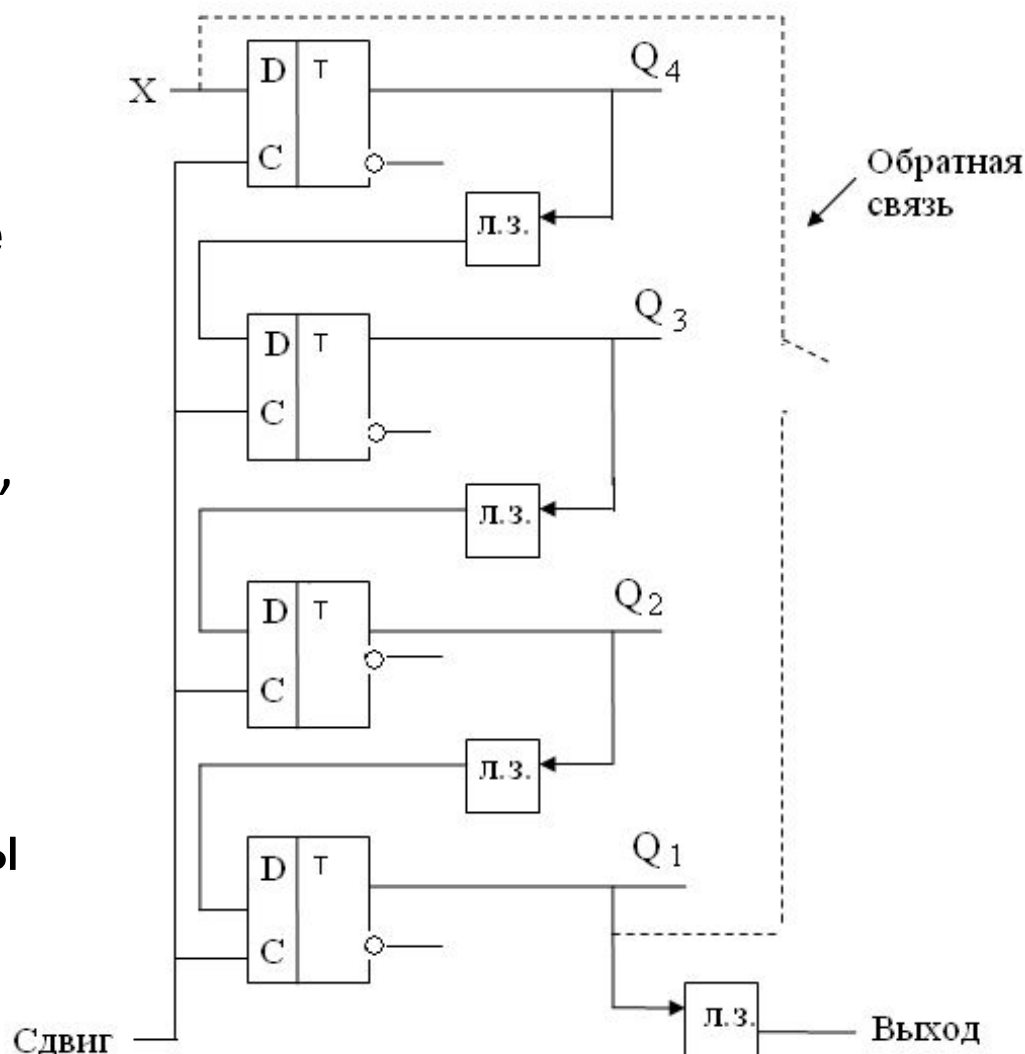 Q4
D T
X
C
Обратная
связь
л.з.
е
Q3
D T
C
,
л.з.
Q2
D T
C
л.з.
ы
Q1
D T
C
л.з.
Выход
Сдвиг